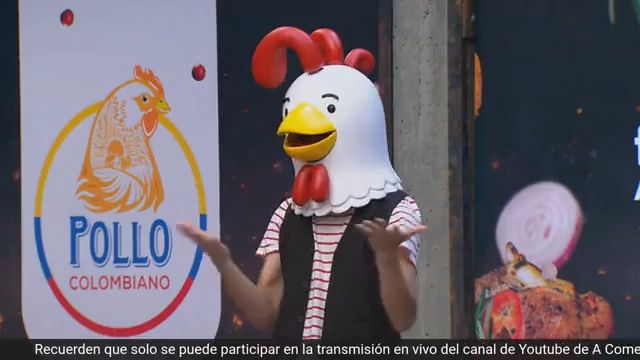 POLLO
COLOMBIANO
Recuerden que solo se puede participar en la transmisión en vivo del canal de Youtube de A Come